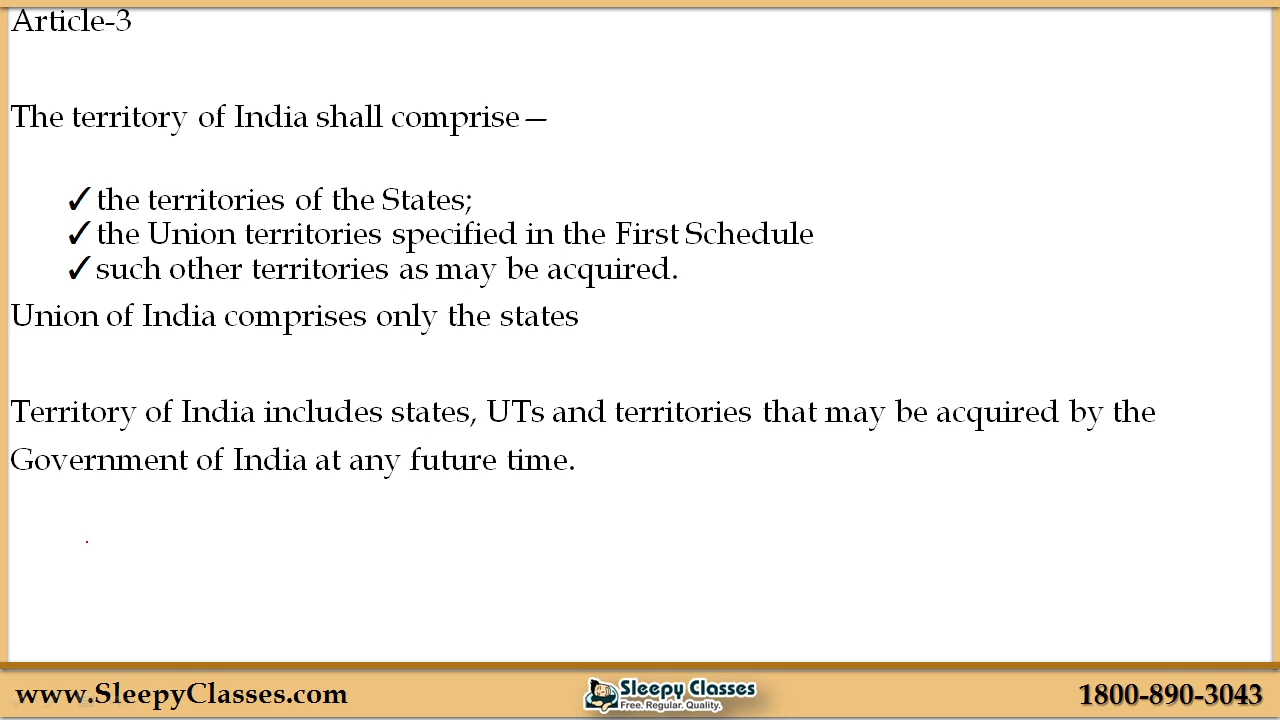 Article-3
The territory of India shall comprise—
✓the territories of the States;
✓the Union territories specified in the First Schedule
✓such other territories as may be acquired.
Union of India comprises only the states
Territory of India includes states, UTs and territories that may be acquired by the
Government of India at any future time.
www.SleepyClasses.com
Sleepy Classes
Free. Regular. Quality.
1800-890-3043